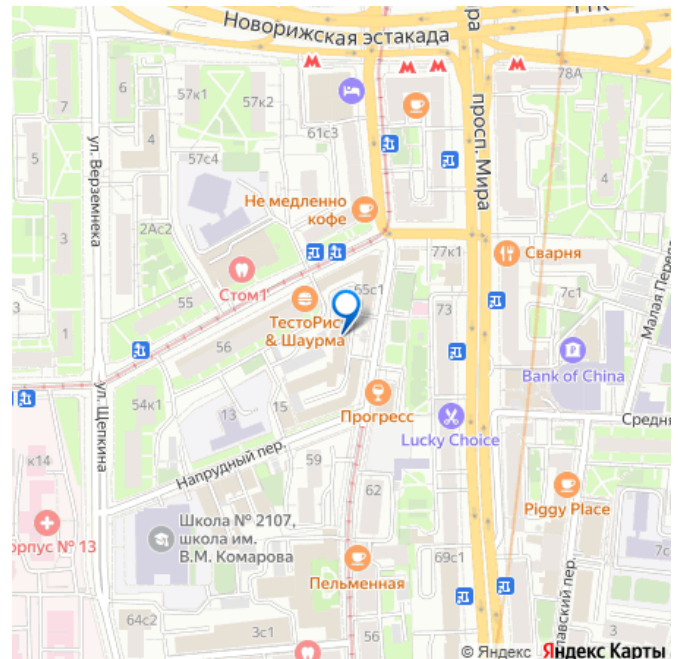 Новорижская эстакада
6
57к1
57к2
7
78А
просп. Мира
ул. Верземнека
4
5
61с3
57с4
4
Не медленно
кофе
3
2Ас2
77к1
Сварня
Стом1
65с1
7с1
Малая Пере
55
ТестоРис
& Шаурма
73
1
56
Bank of China
ул. Щепкина
54к1
13
15
Прогресс
Lucky Choice
Средня
к14
Напрудный пер.
59
62
Piggy Place
орпус № 13
Школа № 2107,
школа им.
В.М. Комарова
7с
Пельменная
69с1
лавский пер.
64с2
3с1
56
© Яндекс Яндекс Карты